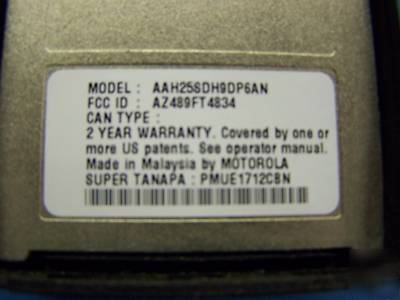 MODEL : AAH25SDH9DP6AN
FCC ID : AZ489FT4834
CAN TYPE :
2 YEAR WARRANTY. Covered by one or
more US patents. See operator manual.
Made in Malaysia by MOTOROLA
SUPER TANAPA : PMUE1712CBN